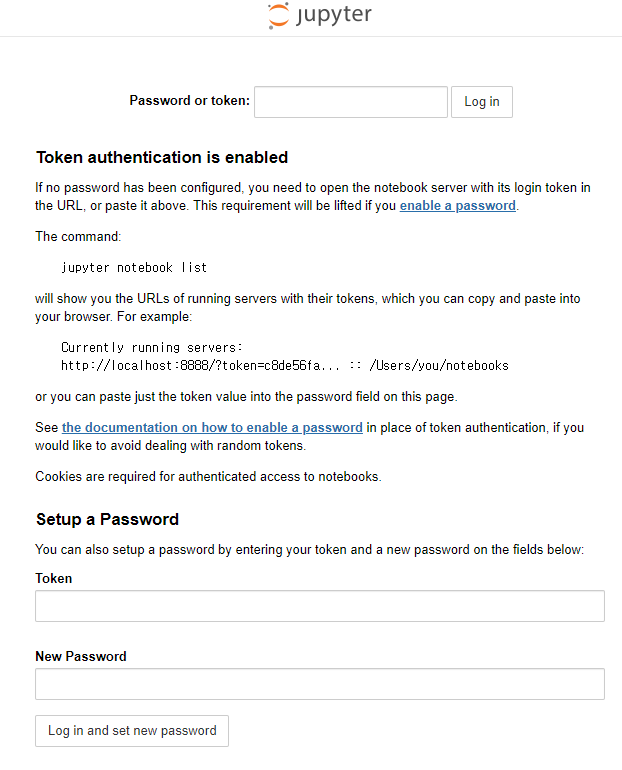 jupyter
Password or token:
Log in
Token authentication is enabled
If no password has been configured, you need to open the notebook server with its login token in
the URL, or paste it above. This requirement will be lifted if you enable a password.
The command:
jupyter notebook list
will show you the URLs of running servers with their tokens, which you can copy and paste into
your browser. For example:
Currently running servers:
http://localhost:8888/?token=c8de56fa... :: /Users/you/notebooks
or you can paste just the token value into the password field on this page.
See the documentation on how to enable a password in place of token authentication, if you
would like to avoid dealing with random tokens.
Cookies are required for authenticated access to notebooks.
Setup a Password
You can also setup a password by entering your token and a new password on the fields below:
Token
New Password
Log in and set new password